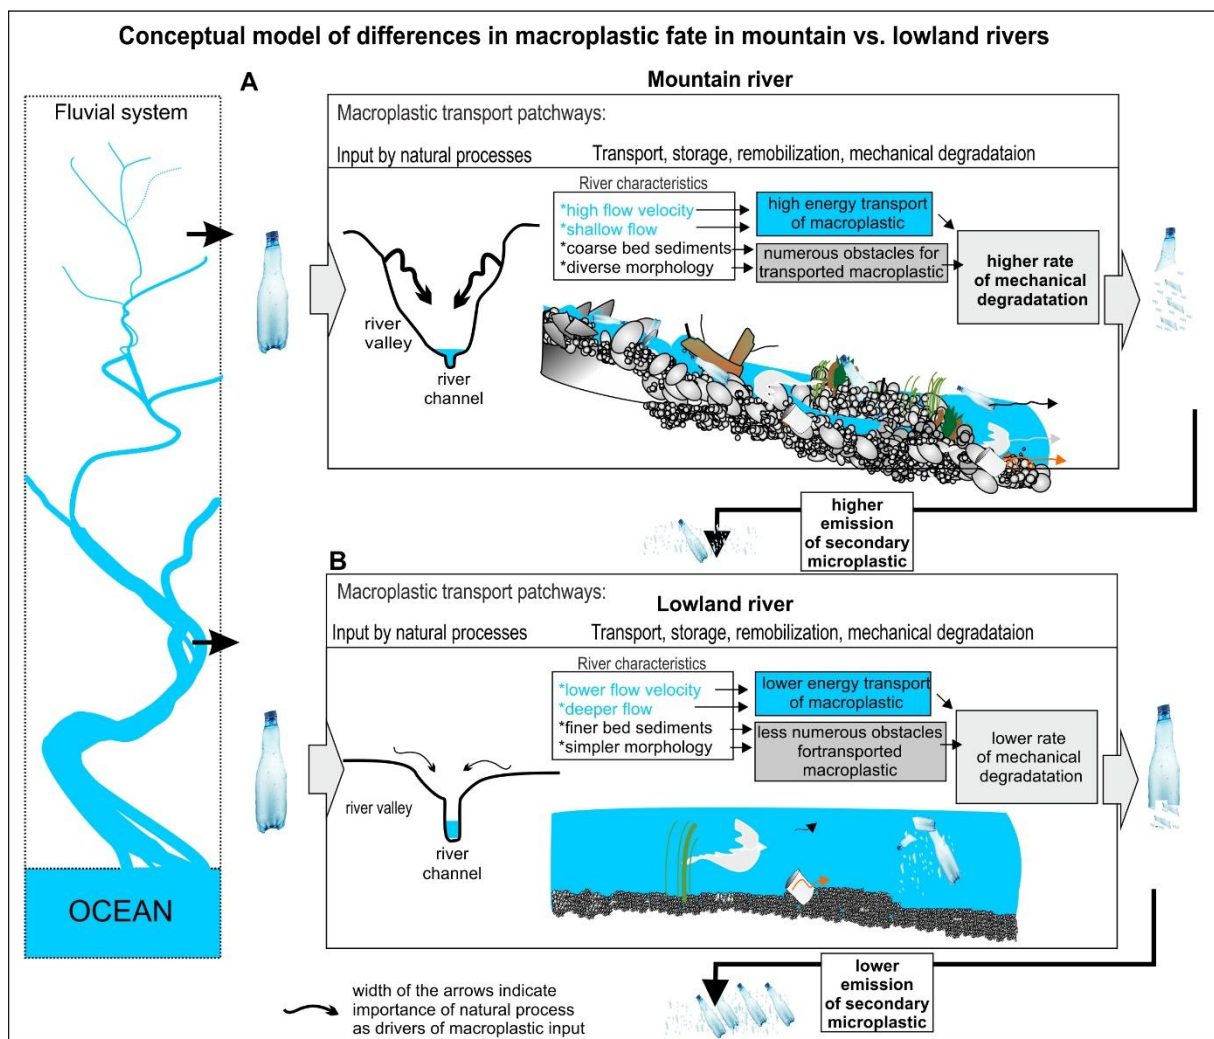 Conceptual model of differences in macroplastic fate in mountain vs. lowland rivers
Fluvial system
A
Mountain river
Macroplastic transport patchways:
Input by natural processes
Transport, storage, remobilization, mechanical degradataion
River characteristics
*high flow velocity
*shallow flow
*coarse bed sediments
*diverse morphology
high energy transport
of macroplastic
numerous obstacles for
transported macroplastic
higher rate
of mechanical
degradatation
river
valley
river
channel
higher
emission
of secondary
microplastic
B
Macroplastic transport patchways:
Lowland river
Input by natural processes
Transport, storage, remobilization, mechanical degradataion
River characteristics
*lower flow velocity
*deeper flow
*finer bed sediments
*simpler morphology
lower energy transport
of macroplastic
less numerous obstacles
fortransported
macroplastic
lower rate
of mechanical
degradatation
river valley
river
channel
OCEAN
width of the arrows indicate
importance of natural process
as drivers of macroplastic input
lower
emission
of secondary
microplastic